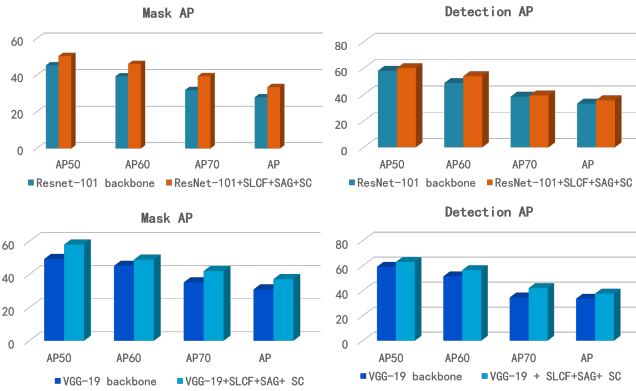 Mask AP
60
40
20
0
AP50 AP60 AP70 AP
Resnet-101 backbone ResNet-101+SLCF+SAG+SC
Detection AP
80
60
40
20
0
AP50 AP60 AP70 AP
ResNet-101 backbone ResNet-101+SLCF+SAG+SC
Mask AP
60
40
20
0
AP50 AP60 AP70 AP
VGG-19 backbone VGG-19+SLCF+SAG+ SC
Detection AP
80
60
40
20
0
AP50 AP60 AP70 AP
VGG-19 backbone VGG-19 + SLCF+SAG+ SC